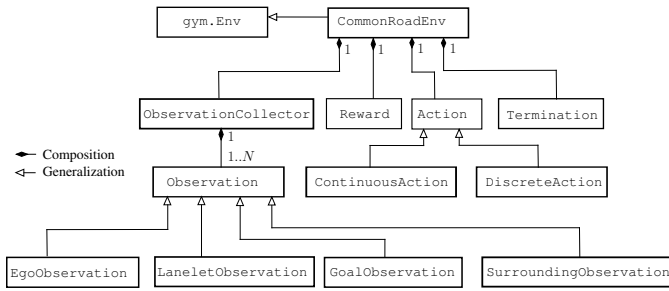 gym.Env
CommonRoadEnv
1
1
1
1
ObservationCollector
Reward
Action
Termination
1
Composition
Generalization
1..N
Observation
ContinuousAction
DiscreteAction
EgoObservation
LaneletObservation
GoalObservation
SurroundingObservation